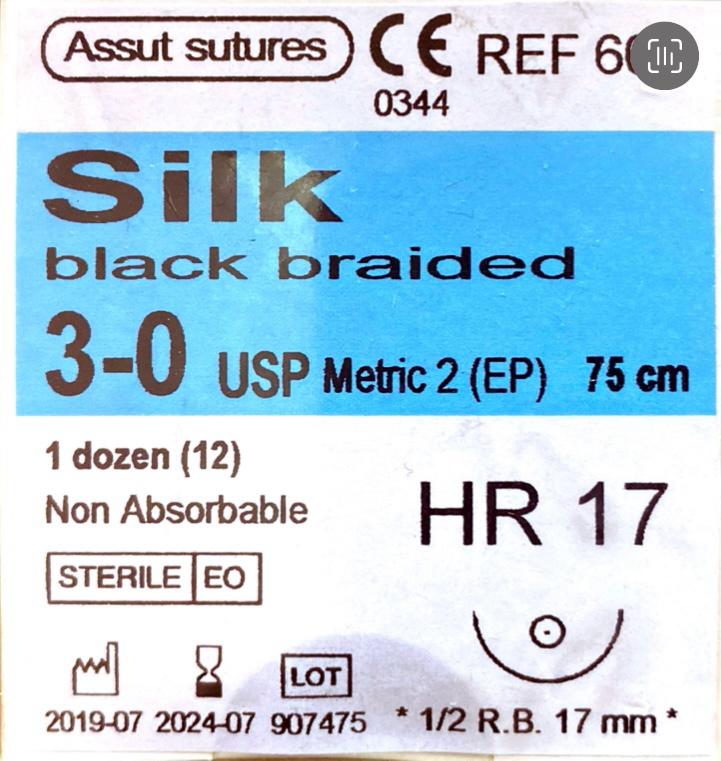 Assut sutures CE REF
0344
Silk
black braided
3-0 USP Metric 2 (EP) 75 cm
1 dozen (12)
Non Absorbable
HR 17
STERILE EO
LOT
2019-07 2024-07 907475 * 1/2 R.B. 17 mm *